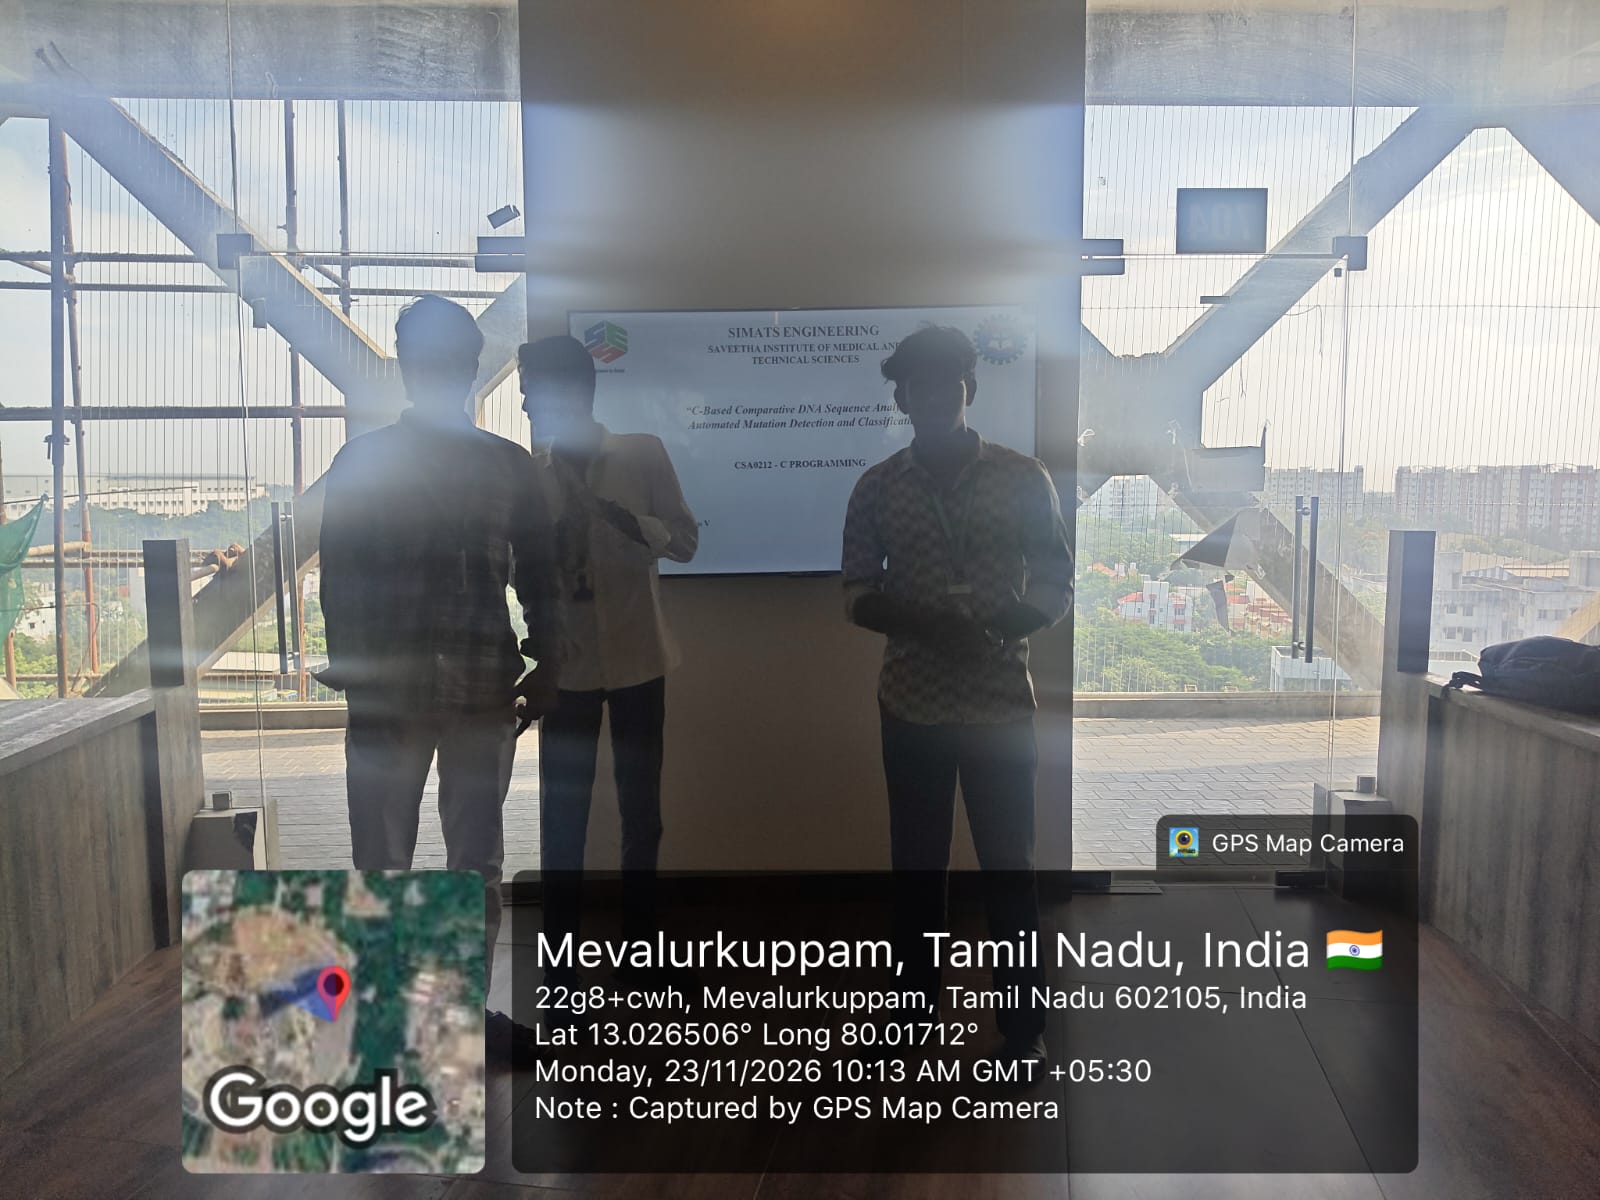 SIMATS ENGINEERING
SAVEETHA INSTITUTE OF MEDICAL AND
TECHNICAL SCIENCES
"C-Based Comparative DNA Sequence
Automated Mutation Detection and
CSA0212 - C PROGRAMMING
V
704
GPS Map Camera
Mevalurkuppam, Tamil Nadu, India
22g8+cwh, Mevalurkuppam, Tamil Nadu 602105, India
Lat 13.026506° Long 80.01712°
Monday, 23/11/2026 10:13 AM GMT +05:30
Note : Captured by GPS Map Camera
Google